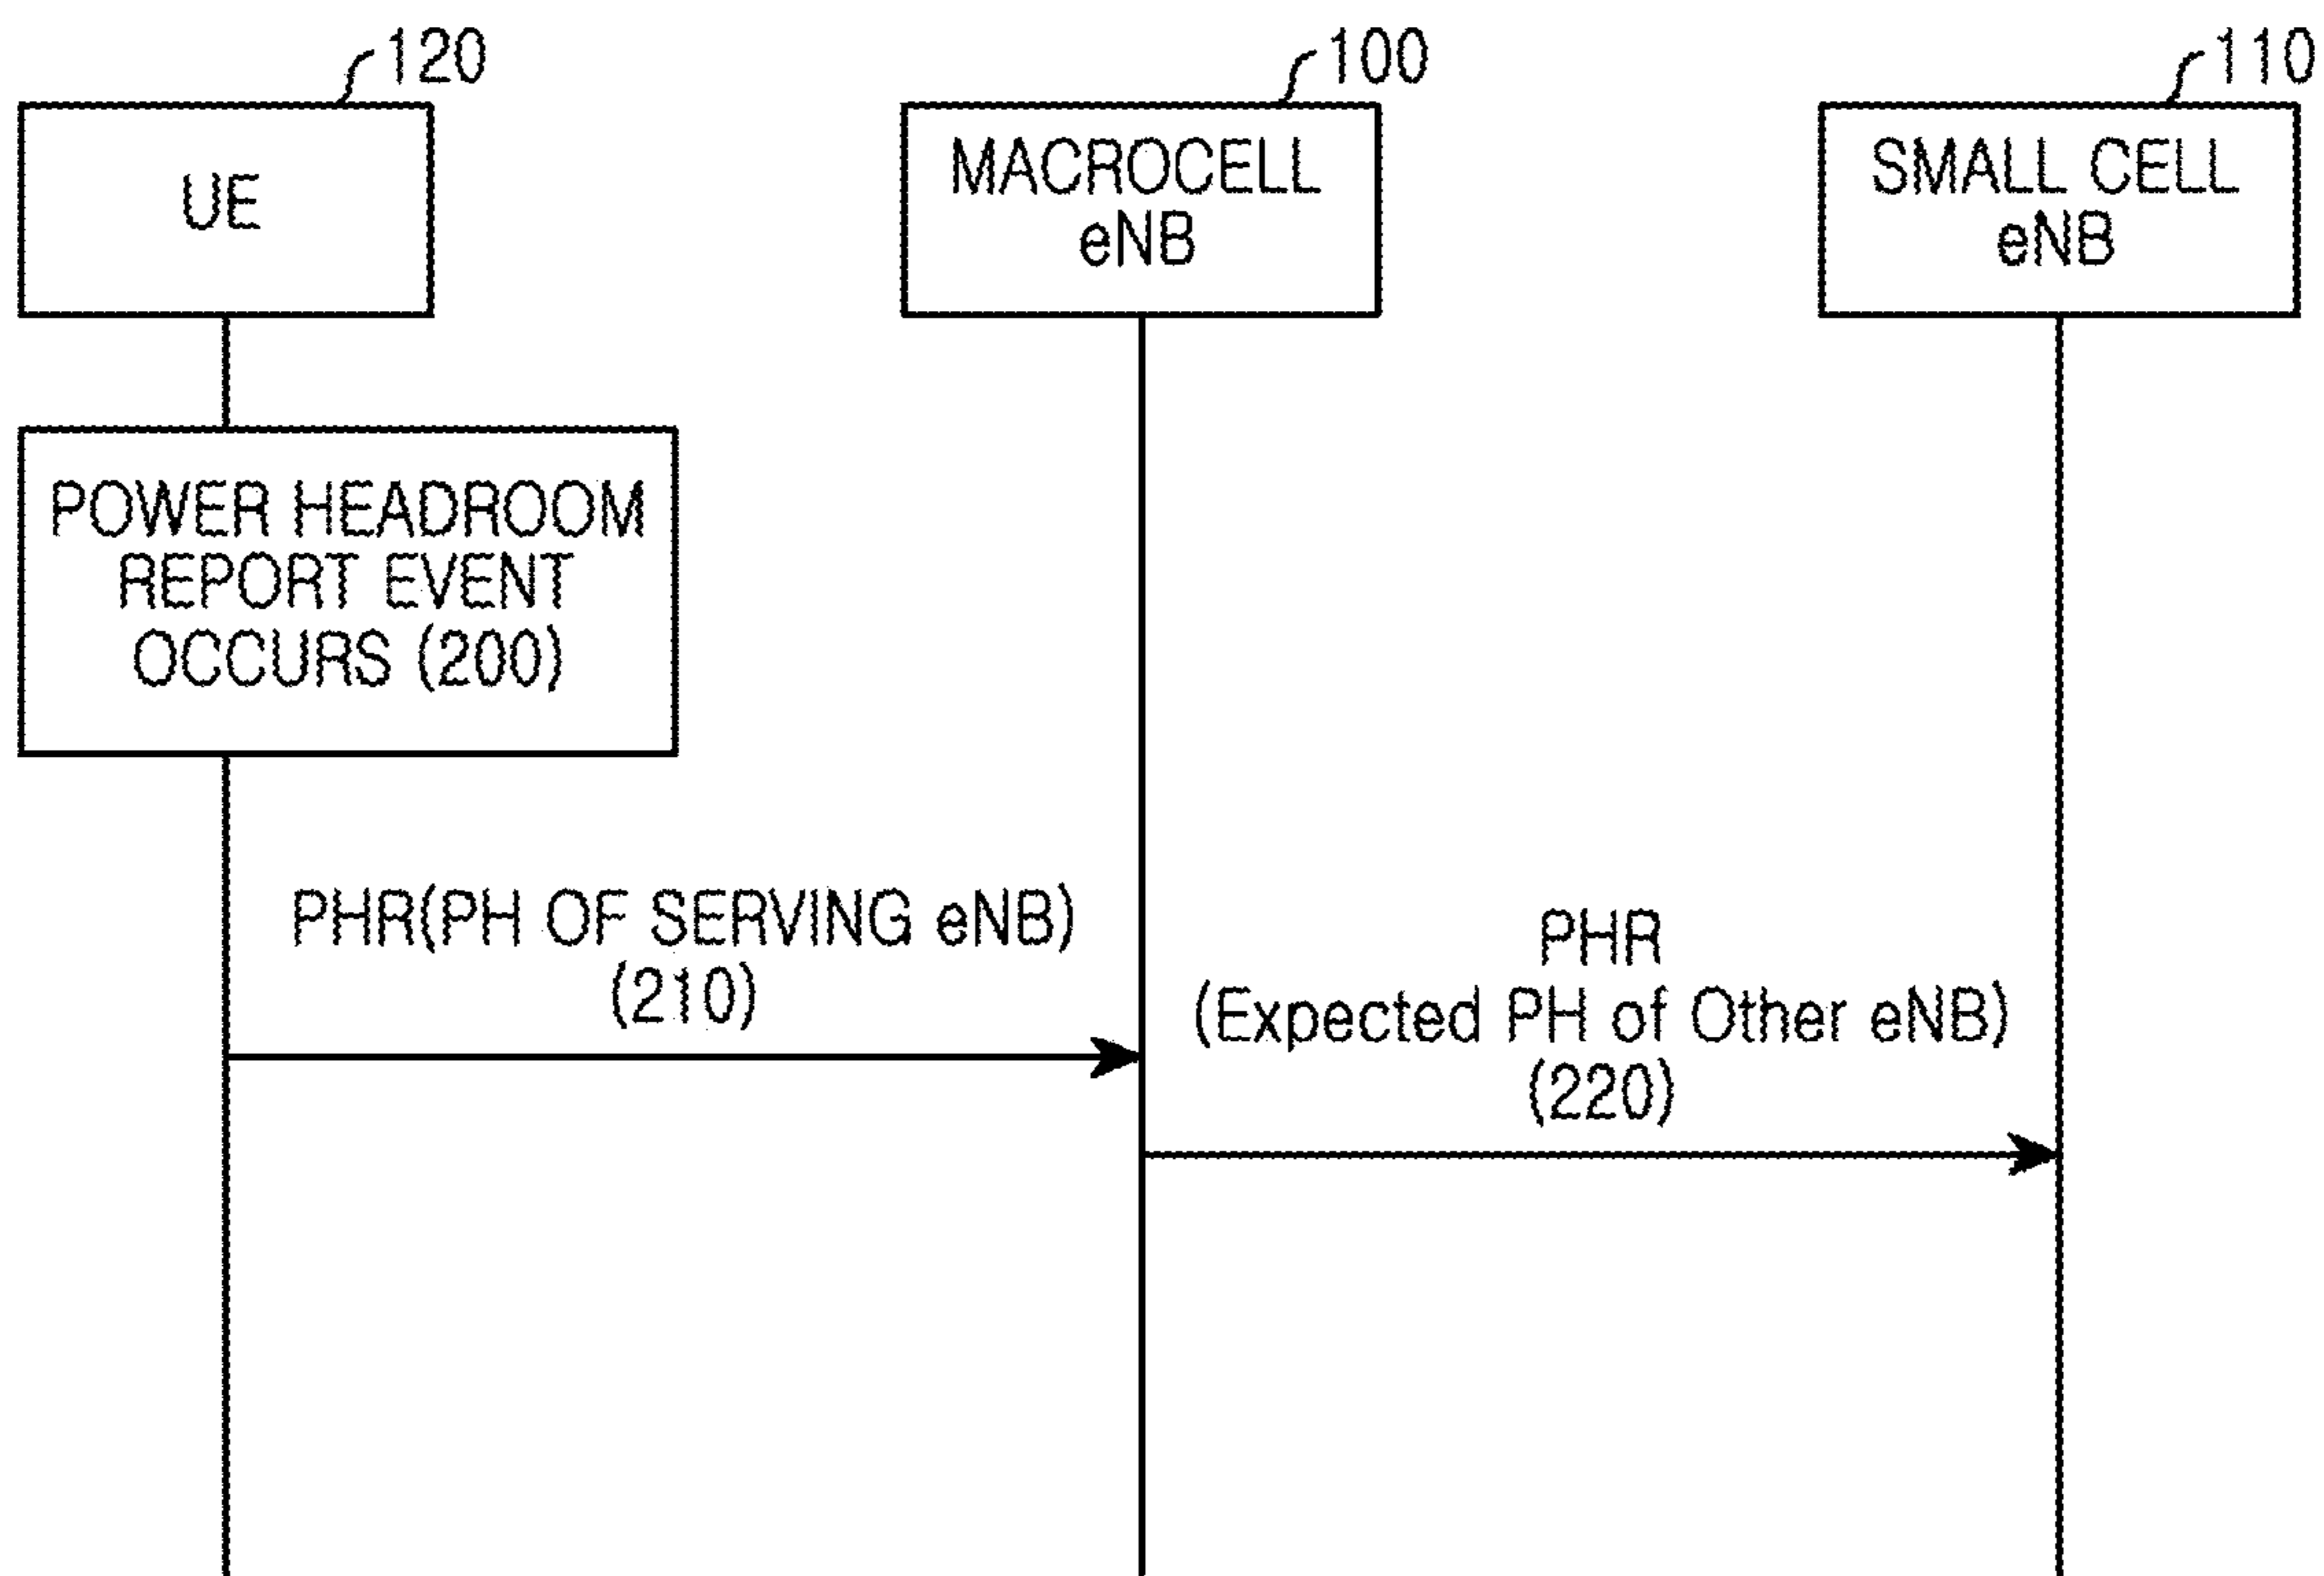 120
100
110
UE
MACROCELL
eNB
SMALL CELL
eNB
POWER HEADROOM
REPORT EVENT
OCCURS (200)
PHR(PH OF SERVING eNB)
(210)
PHR
(Expected PH of Other eNB)
(220)